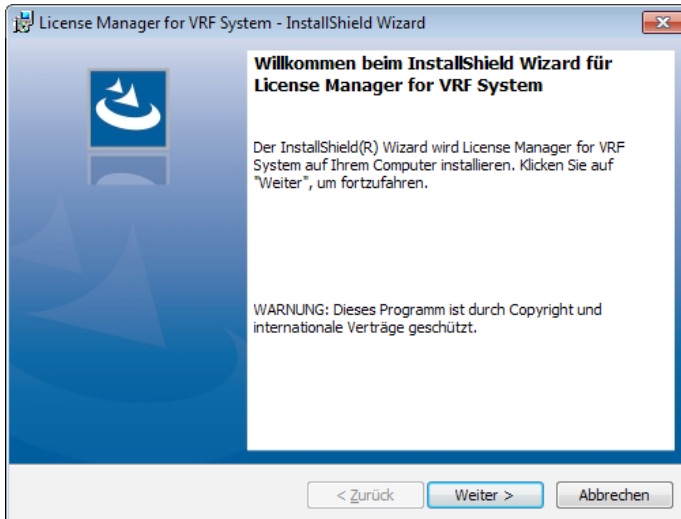 License Manager for VRF System - InstallShield Wizard
Willkommen beim InstallShield Wizard für
License Manager for VRF System
Der InstallShield(R) Wizard wird License Manager for VRF
System auf Ihrem Computer installieren. Klicken Sie auf
"Weiter", um fortzufahren.
WARNUNG: Dieses Programm ist durch Copyright und
internationale Verträge geschützt.
< Zurück
Weiter >
Abbrechen